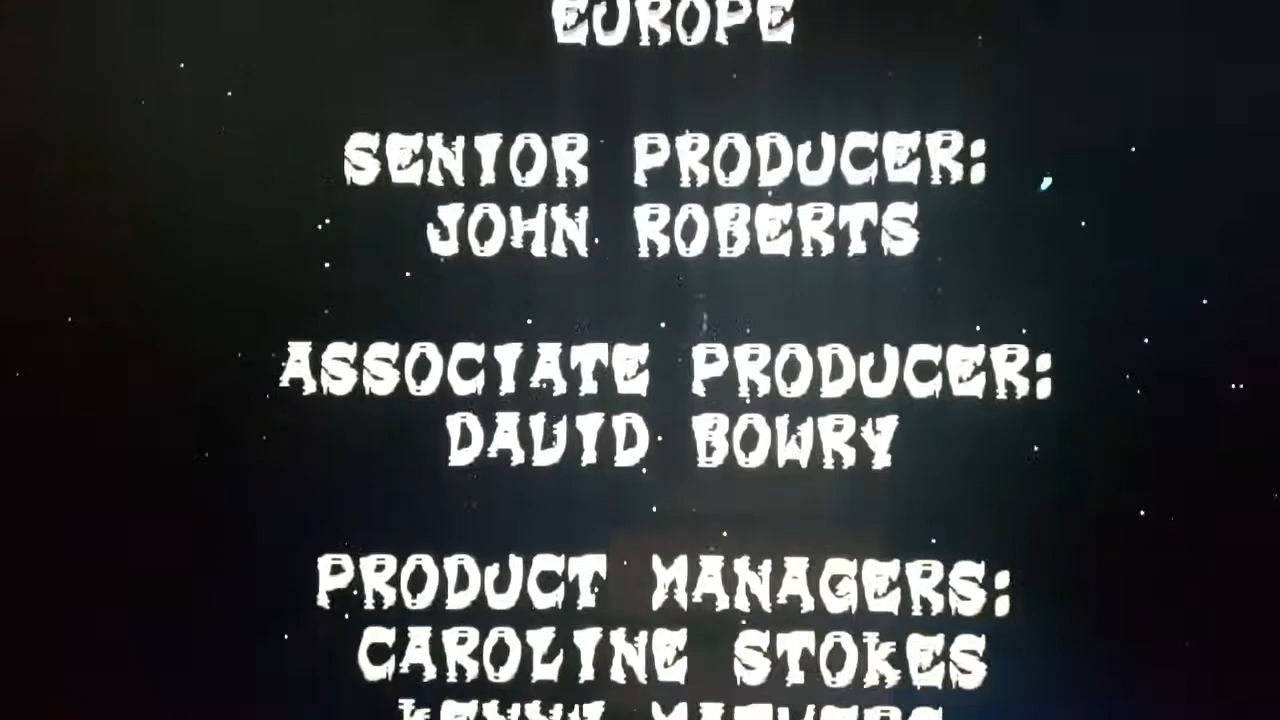 EUROPE
SENIOR PRODUCER:
JOHN ROBERTS
ASSOCIATE PRODUCER:
DAVID BOWRY
PRODUCT MANAGERS:
CAROLINE STOKES